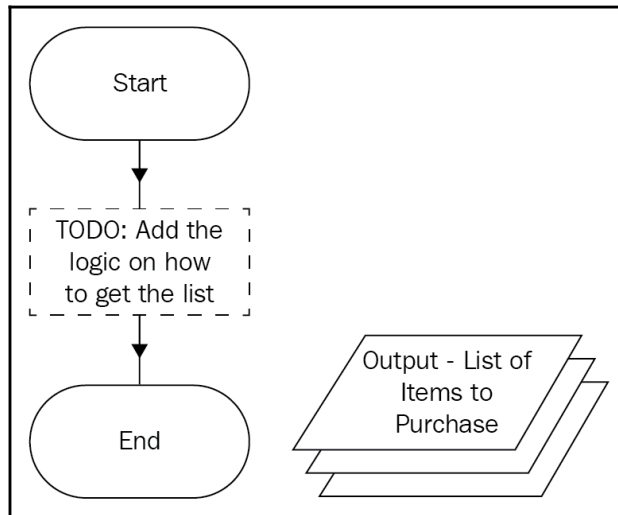 Start
TODO: Add the
logic on how
to get the list
Output - List of
Items to
Purchase
End